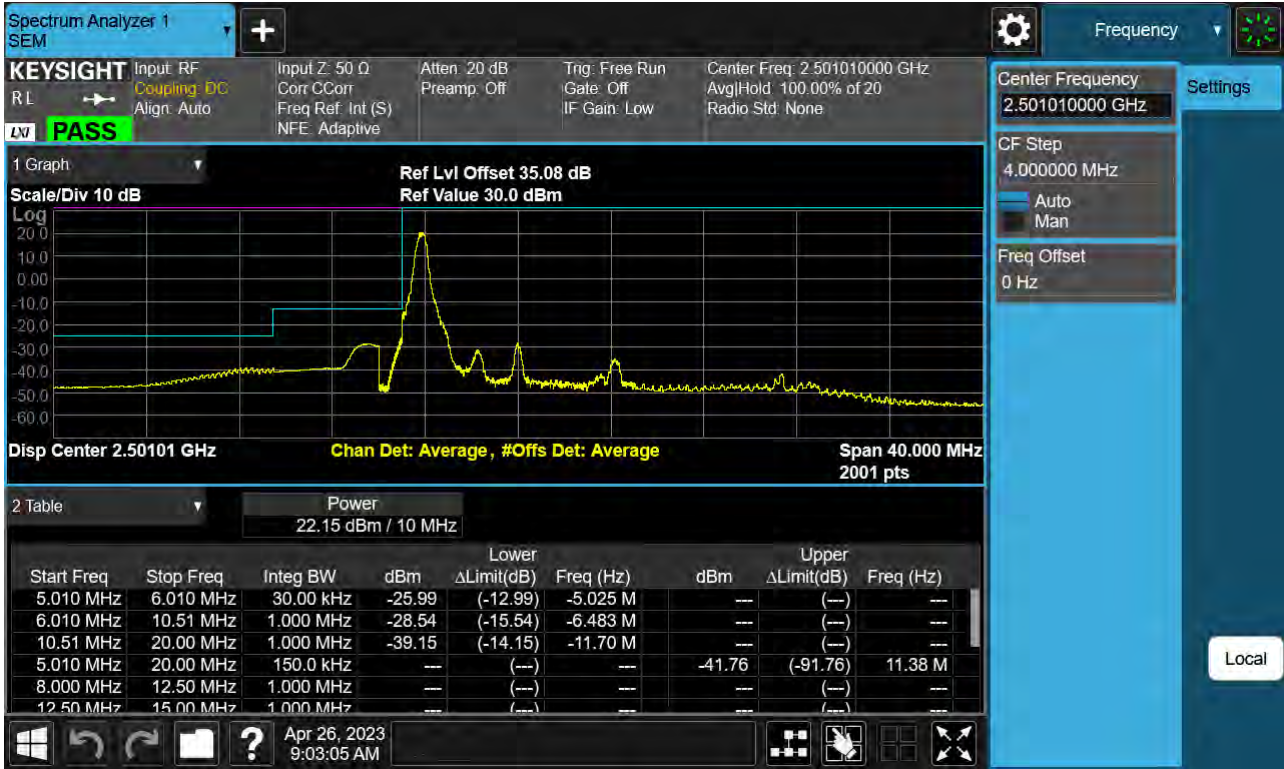 Spectrum Analyzer 1
SEM
+
Frequency
KEYSIGHT
RL
LXI
PASS
Input: RF
Coupling: DC
Align: Auto
Input Z: 50 Ω
Corr CCorr
Freq Ref: Int (S)
NFE: Adaptive
Atten: 20 dB
Preamp: Off
Trig: Free Run
Gate: Off
IF Gain: Low
Center Freq: 2.501010000 GHz
Avg|Hold: 100.00% of 20
Radio Std: None
Center Frequency
2.501010000 GHz
Settings
CF Step
4.000000 MHz
Auto
Man
Freq Offset
0 Hz
Local
1 Graph
Scale/Div 10 dB
Ref Lvl Offset 35.08 dB
Ref Value 30.0 dBm
Log
20.0
10.0
0.00
-10.0
-20.0
-30.0
-40.0
-50.0
-60.0
Disp Center 2.50101 GHz
Chan Det: Average, #Offs Det: Average
Span 40.000 MHz
2001 pts
2 Table
Power
22.15 dBm / 10 MHz
Lower Upper
Start Freq Stop Freq Integ BW dBm ΔLimit(dB) Freq (Hz) dBm ΔLimit(dB) Freq (Hz)
5.010 MHz 6.010 MHz 30.00 kHz -25.99 (-12.99) -5.025 M --- (---) ---
6.010 MHz 10.51 MHz 1.000 MHz -28.54 (-15.54) -6.483 M --- (---) ---
10.51 MHz 20.00 MHz 1.000 MHz -39.15 (-14.15) -11.70 M --- (---) ---
5.010 MHz 20.00 MHz 150.0 kHz --- (---) --- -41.76 (-91.76) 11.38 M
8.000 MHz 12.50 MHz 1.000 MHz --- (---) --- --- (---) ---
12.50 MHz 15.00 MHz 1.000 MHz --- (---) --- --- (---) ---
?
Apr 26, 2023
9:03:05 AM